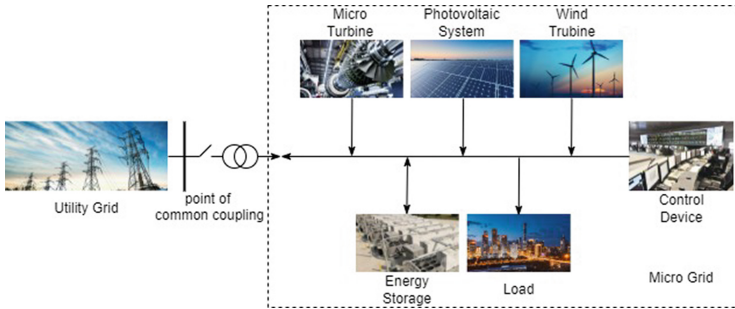 Micro
Turbine
Photovoltaic
System
Wind
Trubine
Utility Grid
point of
common coupling
Control
Device
Energy
Storage
Load
Micro Grid